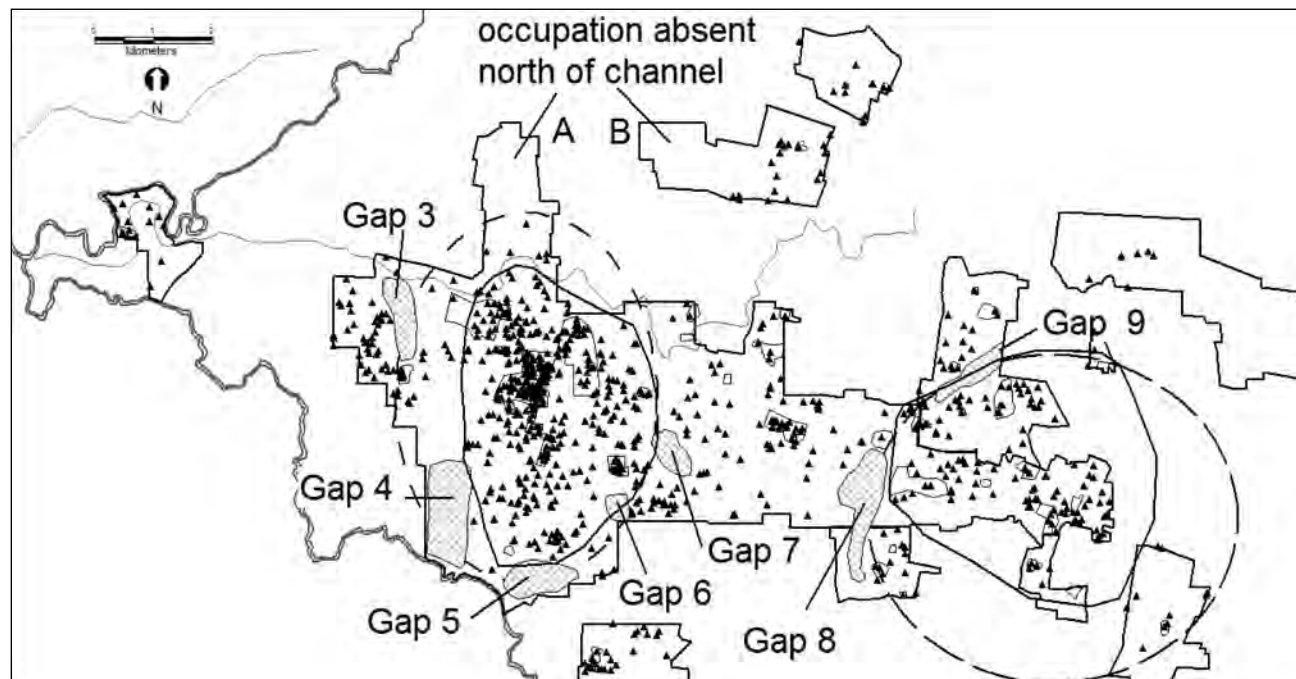 occupation absent
north of channel
kilometers
N
A
B
Gap 3
Gap 9
Gap 4
Gap 7
Gap 6
Gap 5
Gap 8